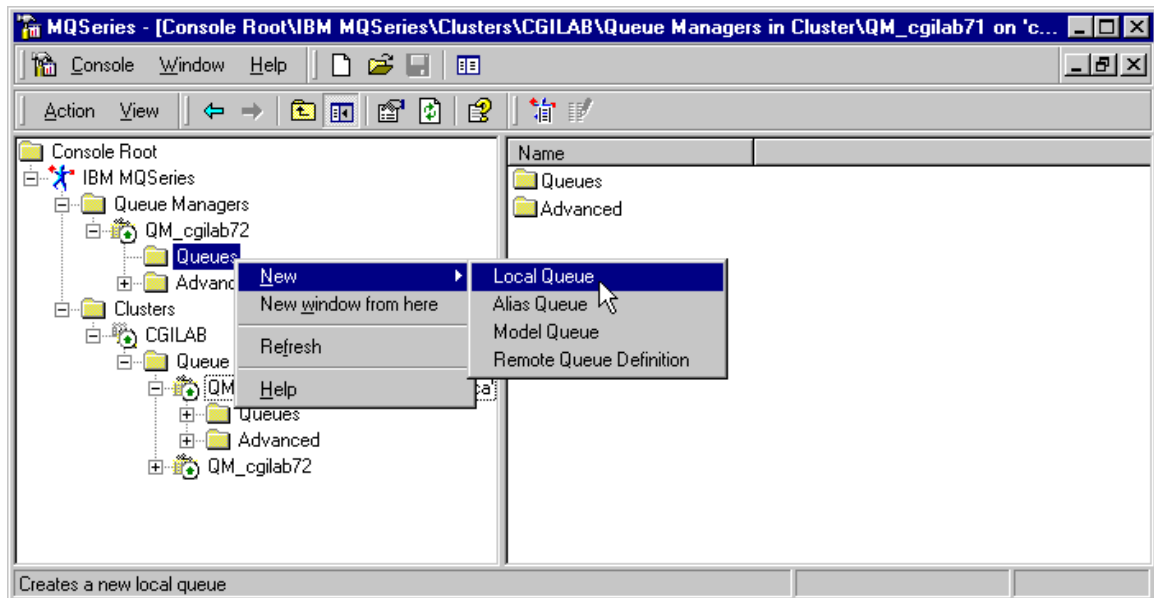 MQSeries - [Console Root\IBM MQSeries\Clusters\CGILAB\Queue Managers in Cluster\QM_cgilab71 on 'c...
Console Window Help
Action View
Console Root
IBM MQSeries
Queue Managers
QM_cgilab72
Queues
Advanc
Clusters
CGILAB
Queue
QM
ca'
Queues
Advanced
QM_cgilab72
New
New window from here
Refresh
Help
Local Queue
Alias Queue
Model Queue
Remote Queue Definition
Name
Queues
Advanced
Creates a new local queue